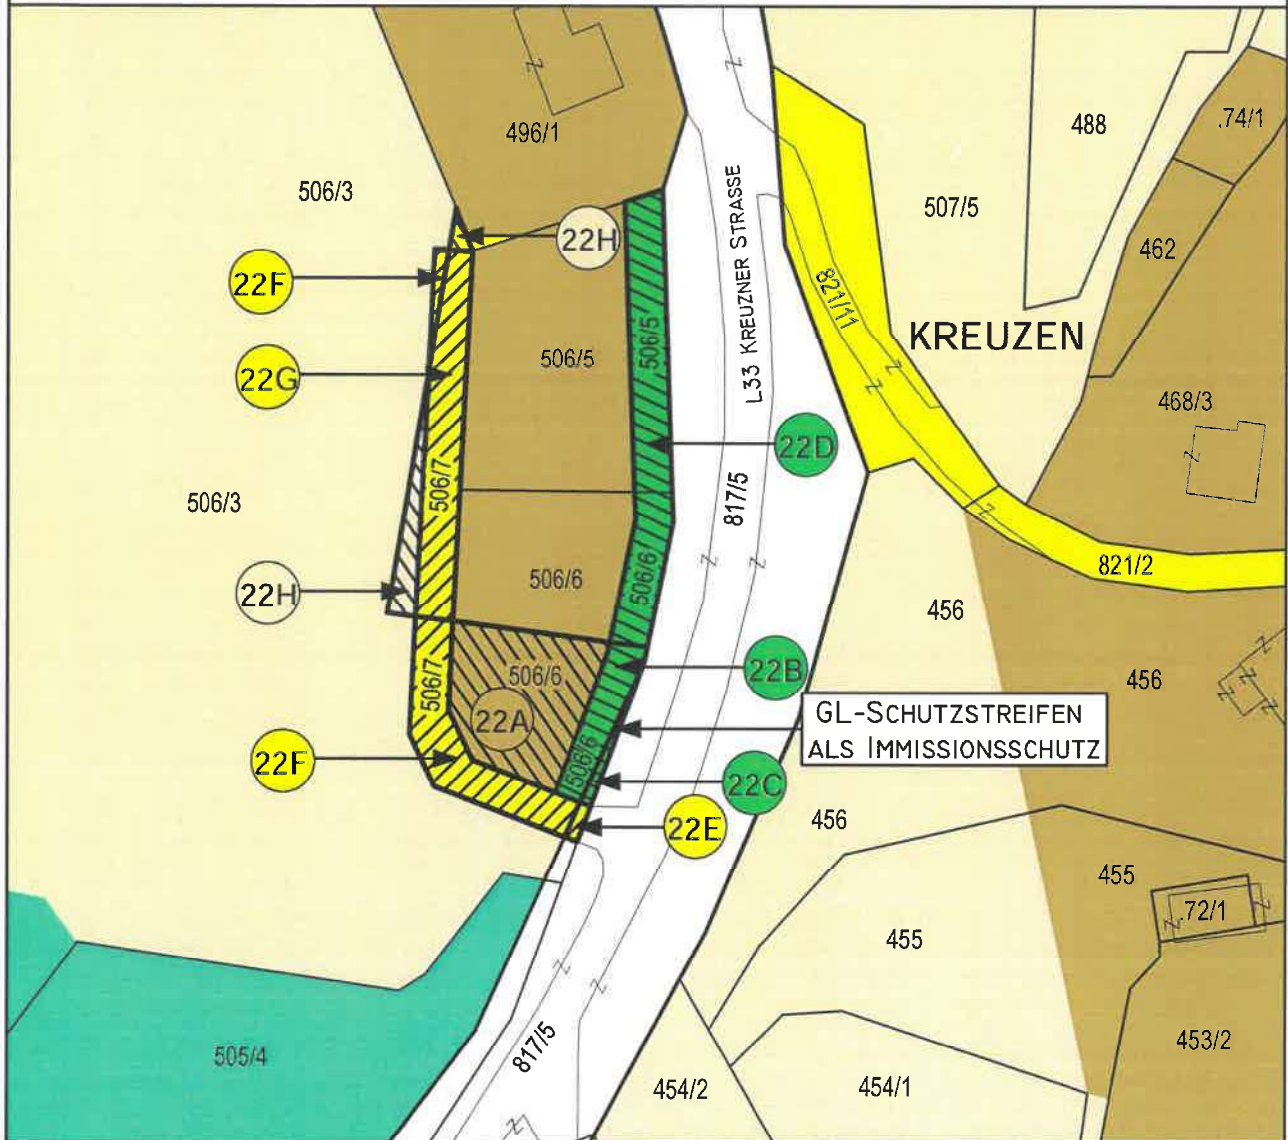 496/1
488
.74/1
506/3
507/5
462
22H
22F
L33 KREUZNER STRASSE
821/11
KREUZEN
22G
506/5
506/5
468/3
22D
506/3
506/7
817/5
22H
506/6
506/6
821/2
456
506/7
506/6
22B
456
22A
GL-SCHUTZSTREIFEN
ALS IMMISSIONSSCHUTZ
22F
506/6
22C
22E
456
455
.72/1
455
817/5
505/4
453/2
454/2
454/1